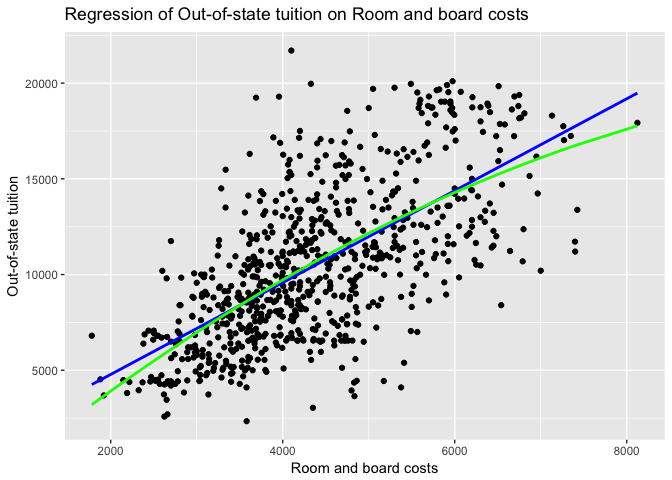 Regression of Out-of-state tuition on Room and board costs
Out-of-state tuition
20000
15000
10000
5000
2000 4000 6000 8000
Room and board costs